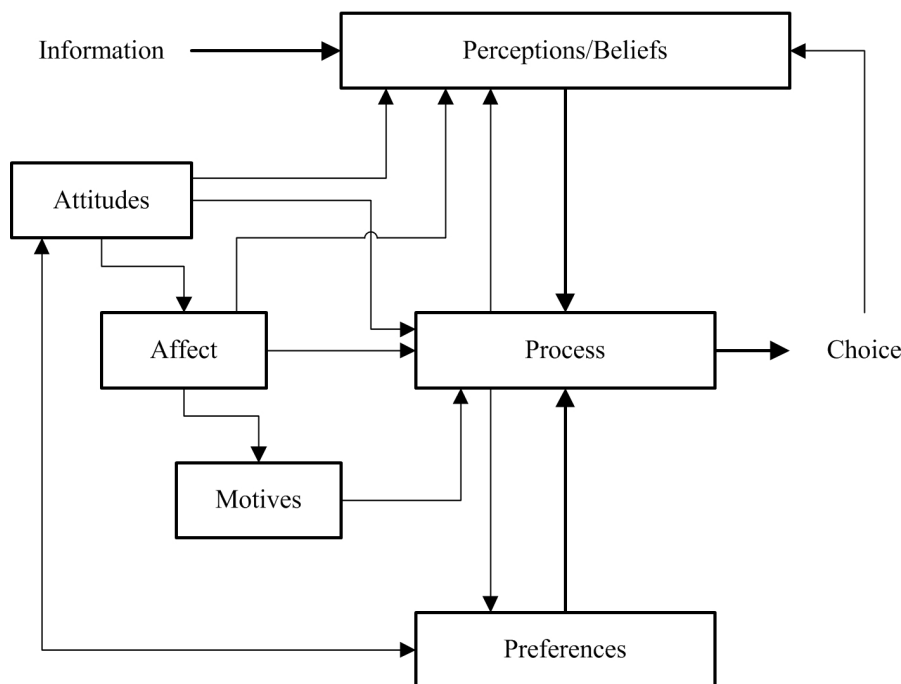 Information
Perceptions/Beliefs
Attitudes
Affect
Process
Choice
Motives
Preferences